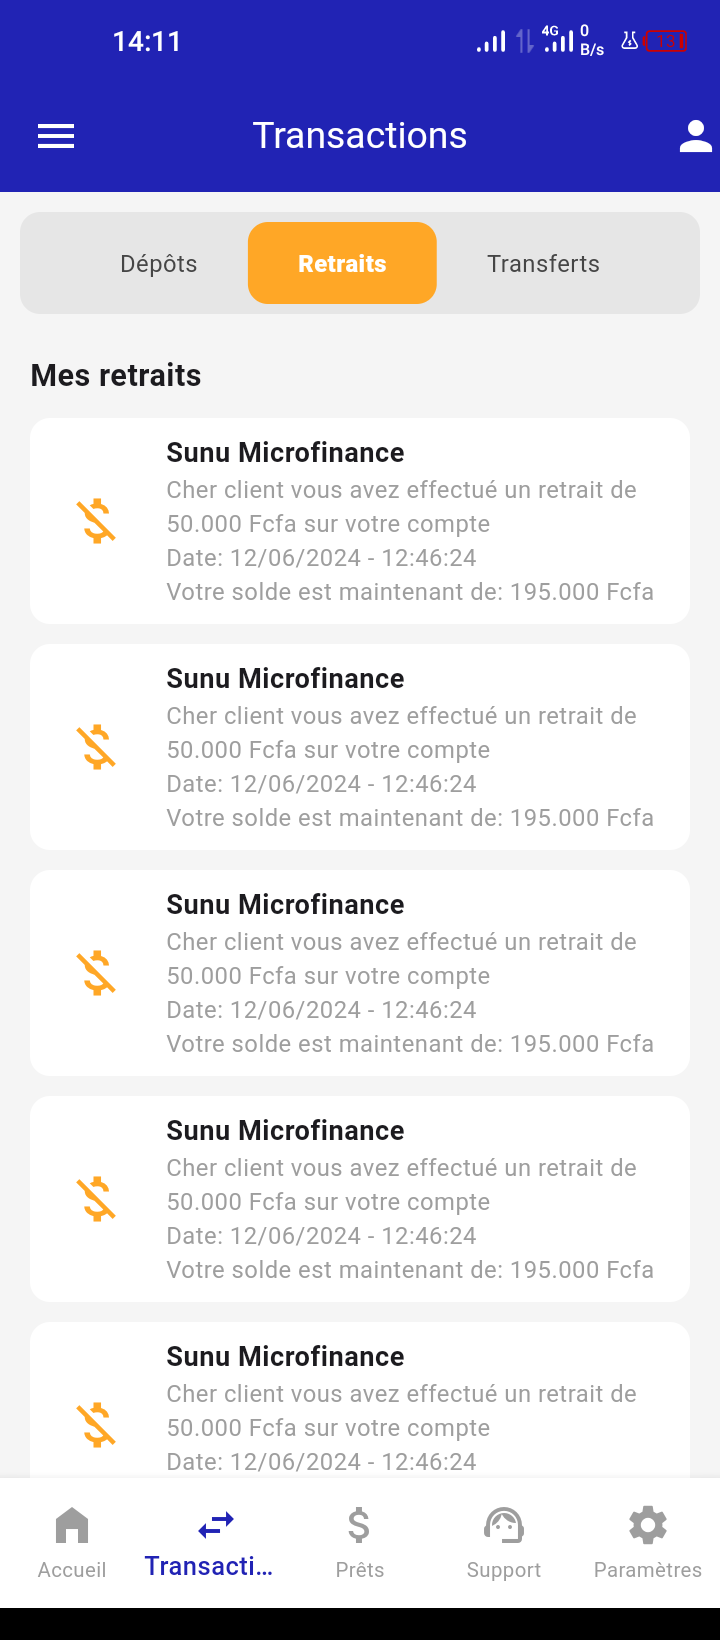 14:11
4G
0
B/s
13
Transactions
Dépôts
Retraits
Transferts
Mes retraits
Sunu Microfinance
Cher client vous avez effectué un retrait de
50.000 Fcfa sur votre compte
Date: 12/06/2024 - 12:46:24
Votre solde est maintenant de: 195.000 Fcfa
Sunu Microfinance
Cher client vous avez effectué un retrait de
50.000 Fcfa sur votre compte
Date: 12/06/2024 - 12:46:24
Votre solde est maintenant de: 195.000 Fcfa
Sunu Microfinance
Cher client vous avez effectué un retrait de
50.000 Fcfa sur votre compte
Date: 12/06/2024 - 12:46:24
Votre solde est maintenant de: 195.000 Fcfa
Sunu Microfinance
Cher client vous avez effectué un retrait de
50.000 Fcfa sur votre compte
Date: 12/06/2024 - 12:46:24
Votre solde est maintenant de: 195.000 Fcfa
Sunu Microfinance
Cher client vous avez effectué un retrait de
50.000 Fcfa sur votre compte
Date: 12/06/2024 - 12:46:24
Accueil
Transacti...
Prêts
Support
Paramètres